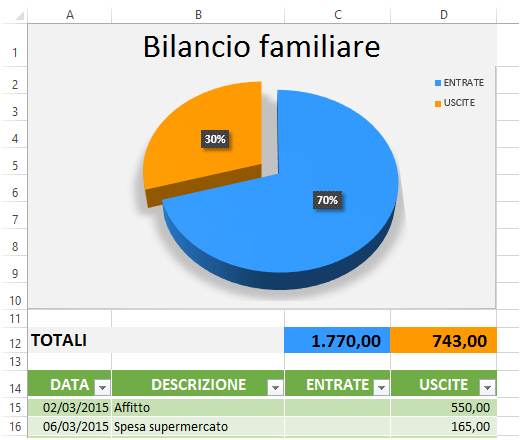 A B C D
1 Bilancio familiare
2 ENTRATE
3 USCITE
4 30%
5
6 70%
7
8
9
10
11
12 TOTALI 1.770,00 743,00
13
14 DATA DESCRIZIONE ENTRATE USCITE
15 02/03/2015 Affitto 550,00
16 06/03/2015 Spesa supermercato 165,00